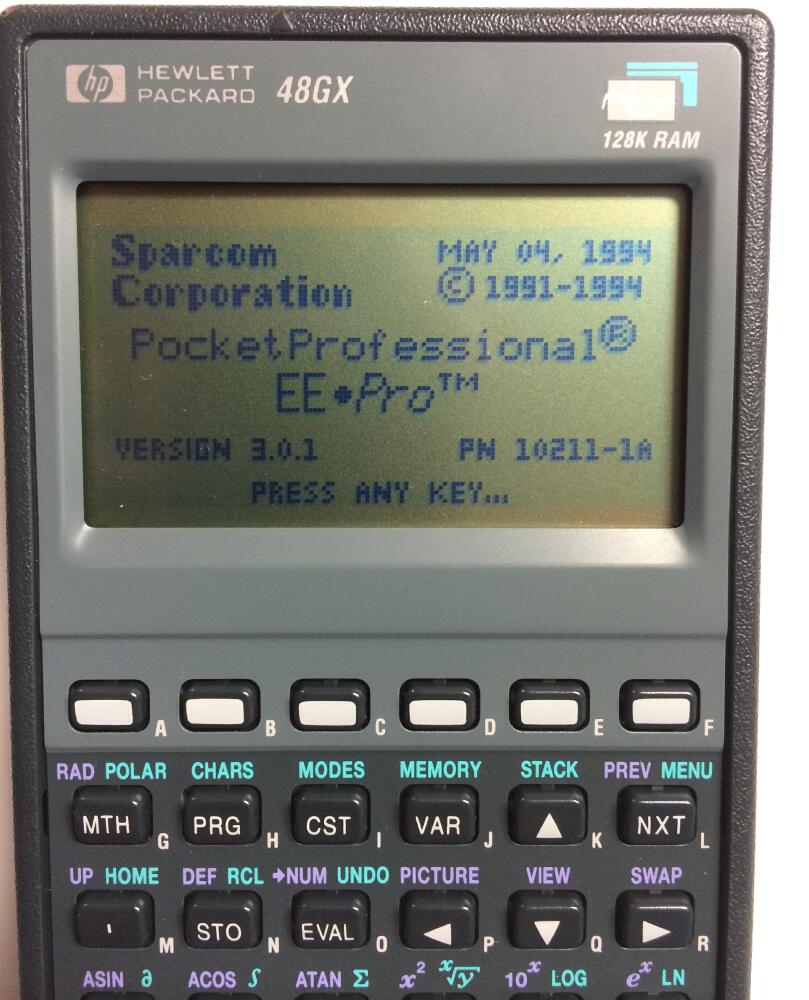 hp HEWLETT PACKARD 48GX
128K RAM
Sparcom MAY 04, 1994
Corporation © 1991-1994
PocketProfessional®
EE•Pro™
VERSION 3.0.1 PN 10211-1A
PRESS ANY KEY...
A B C D E F
RAD POLAR CHARS MODES MEMORY STACK PREV MENU
MTH G PRG H CST I VAR J ▲ K NXT L
UP HOME DEF RCL →NUM UNDO PICTURE VIEW SWAP
' M STO N EVAL O ◀ P ▼ Q ▶ R
ASIN ∂ ACOS ∫ ATAN Σ x² ˣ√y 10ˣ LOG eˣ LN